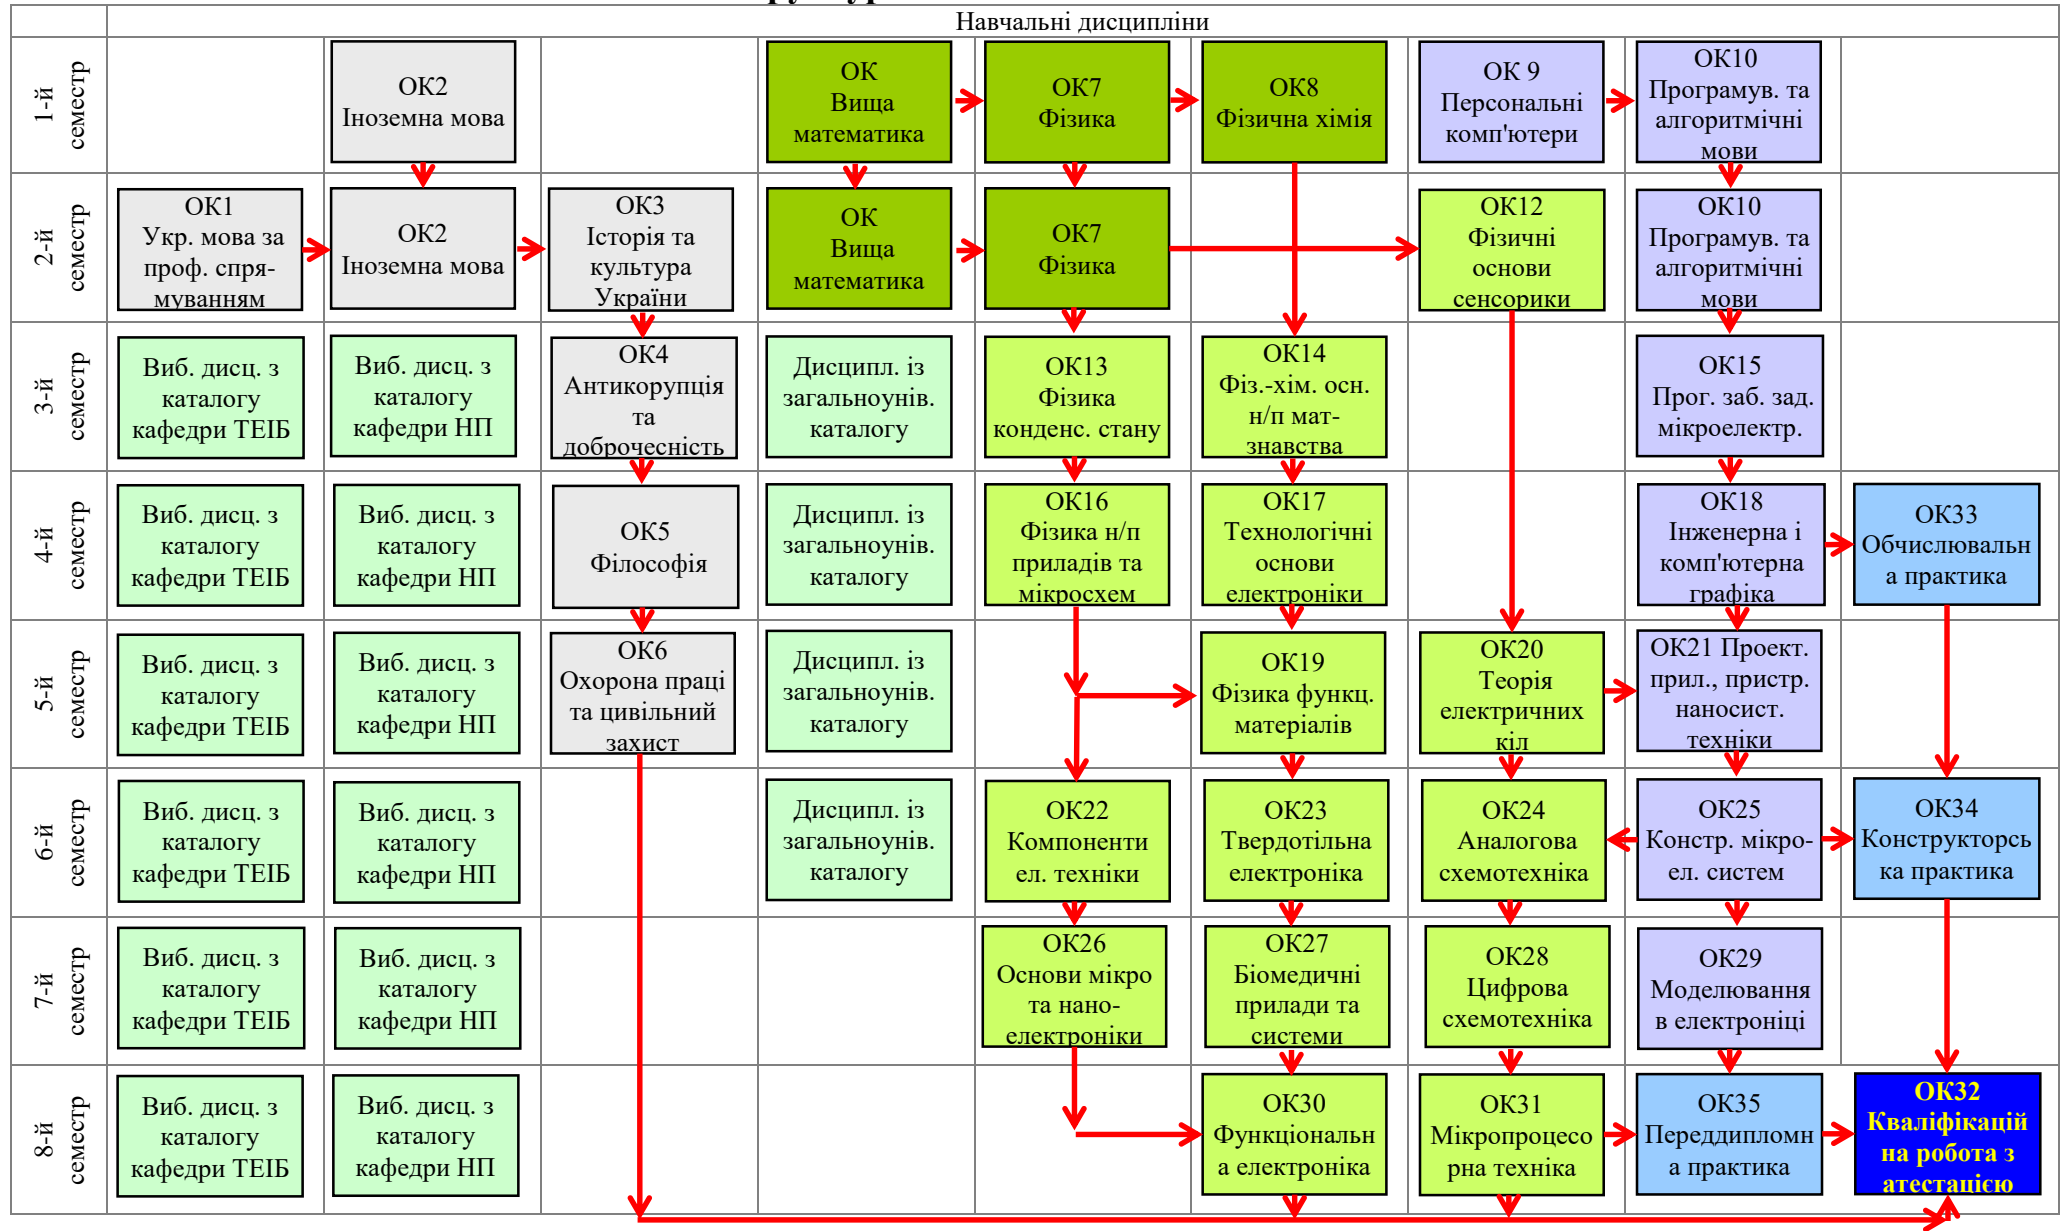 Навчальні дисципліни
1-й
семестр
ОК2
Іноземна мова
ОК
Вища
математика
ОК7
Фізика
ОК8
Фізична хімія
ОК 9
Персональні
комп'ютери
ОК10
Програмув. та
алгоритмічні
мови
2-й
семестр
ОК1
Укр. мова за
проф. спря-
муванням
ОК2
Іноземна мова
ОК3
Історія та
культура
України
ОК
Вища
математика
ОК7
Фізика
ОК12
Фізичні
основи
сенсорики
ОК10
Програмув. та
алгоритмічні
мови
3-й
семестр
Виб. дисц. з
каталогу
кафедри ТЕІБ
Виб. дисц. з
каталогу
кафедри НП
ОК4
Антикорупція
та
доброчесність
Дисципл. із
загальноунів.
каталогу
ОК13
Фізика
конденс. стану
ОК14
Фіз.-хім. осн.
н/п мат-
знавства
ОК15
Прог. заб. зад.
мікроелектр.
4-й
семестр
Виб. дисц. з
каталогу
кафедри ТЕІБ
Виб. дисц. з
каталогу
кафедри НП
ОК5
Філософія
Дисципл. із
загальноунів.
каталогу
ОК16
Фізика н/п
приладів та
мікросхем
ОК17
Технологічні
основи
електроніки
ОК18
Інженерна і
комп'ютерна
графіка
ОК33
Обчислювальн
а практика
5-й
семестр
Виб. дисц. з
каталогу
кафедри ТЕІБ
Виб. дисц. з
каталогу
кафедри НП
ОК6
Охорона праці
та цивільний
захист
Дисципл. із
загальноунів.
каталогу
ОК19
Фізика функц.
матеріалів
ОК20
Теорія
електричних
кіл
ОК21 Проект.
прил., пристр.
наносист.
техніки
6-й
семестр
Виб. дисц. з
каталогу
кафедри ТЕІБ
Виб. дисц. з
каталогу
кафедри НП
Дисципл. із
загальноунів.
каталогу
ОК22
Компоненти
ел. техніки
ОК23
Твердотільна
електроніка
ОК24
Аналогова
схемотехніка
ОК25
Констр. мікро-
ел. систем
ОК34
Конструкторсь
ка практика
7-й
семестр
Виб. дисц. з
каталогу
кафедри ТЕІБ
Виб. дисц. з
каталогу
кафедри НП
ОК26
Основи мікро
та нано-
електроніки
ОК27
Біомедичні
прилади та
системи
ОК28
Цифрова
схемотехніка
ОК29
Моделювання
в електроніці
8-й
семестр
Виб. дисц. з
каталогу
кафедри ТЕІБ
Виб. дисц. з
каталогу
кафедри НП
ОК30
Функціональн
а електроніка
ОК31
Мікропроцесо
рна техніка
ОК35
Переддипломн
а практика
ОК32
Кваліфікацій
на робота з
атестацією